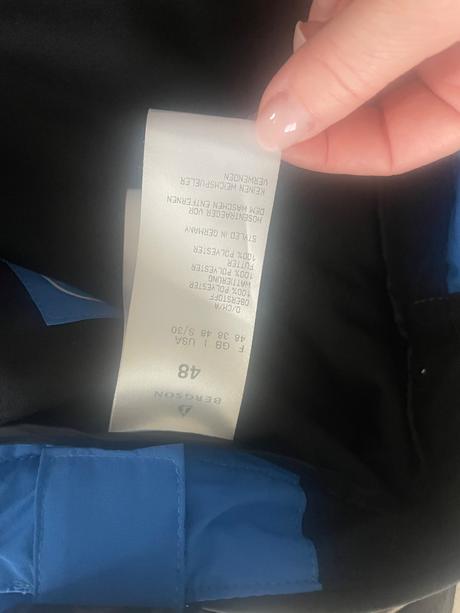 BERGSON
48
F GB I USA
48 38 48 S/30
D/CH/A
OBERSTOFF
100% POLYESTER
WATTIERUNG
100% POLYESTER
FUTTER
100% POLYESTER
STYLED IN GERMANY
HOSENTRAEGER VOR
DEM WASCHEN ENTFERNEN
KEINEN WEICHSPUELER
VERWENDEN